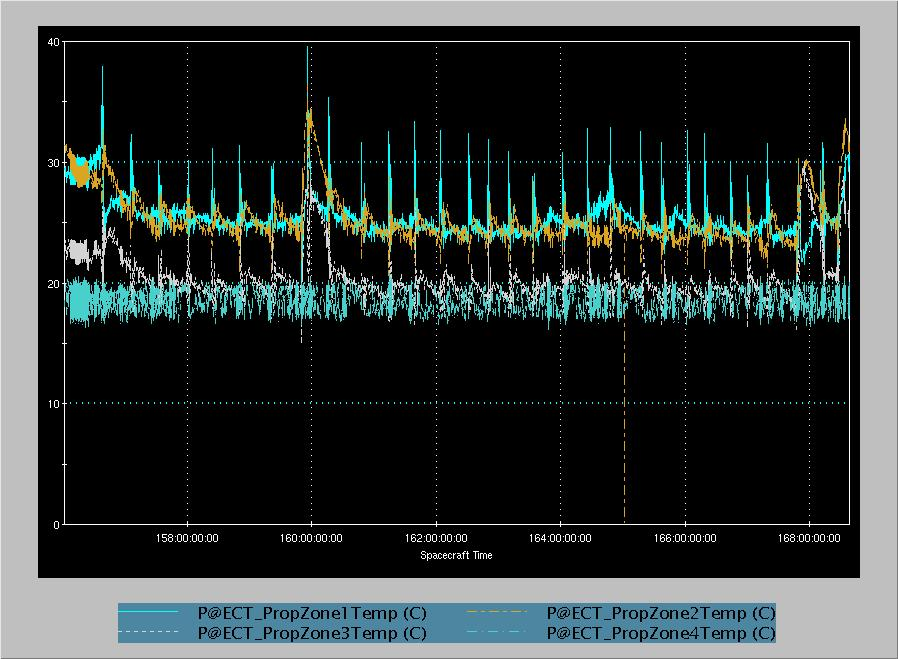 40
30
20
10
0
158:00:00:00 160:00:00:00 162:00:00:00 164:00:00:00 166:00:00:00 168:00:00:00
Spacecraft Time
P@ECT_PropZone1Temp (C) P@ECT_PropZone2Temp (C)
P@ECT_PropZone3Temp (C) P@ECT_PropZone4Temp (C)